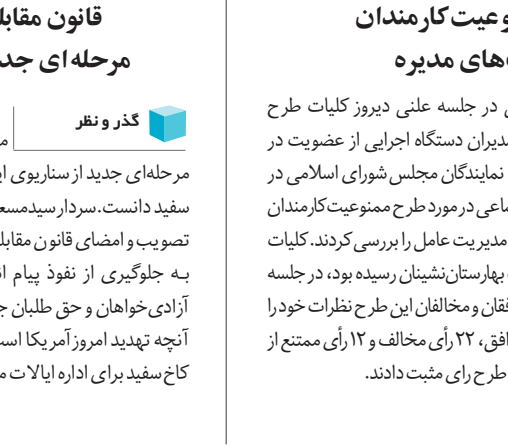 وعیت کارمندان
های مدیره
در جلسه علنی دیروز کلیات طرح
مدیران دستگاه اجرایی از عضویت در
نمایندگان مجلس شورای اسلامی در
ماعی در مورد طرح ممنوعیت کارمندان
مدیریت عامل را بررسی کردند. کلیات
بهارستان‌نشینان رسیده بود، در جلسه
فقان و مخالفان این طرح نظرات خود را
افق، ۲۲ رأی مخالف و ۱۲ رأی ممتنع از
طرح رای مثبت دادند.
قانون مقابل
مرحله ای جدی
گذر و نظر
مرحله‌ای جدید از سناریوی ا
سفید دانست. سردار سیدمسع
تصویب و امضای قانون مقابل
به جلوگیری از نفوذ پیام ان
آزادی‌خواهان و حق طلبان ج
آنچه تهدید امروز آمریکا اس
کاخ سفید برای اداره ایالات م